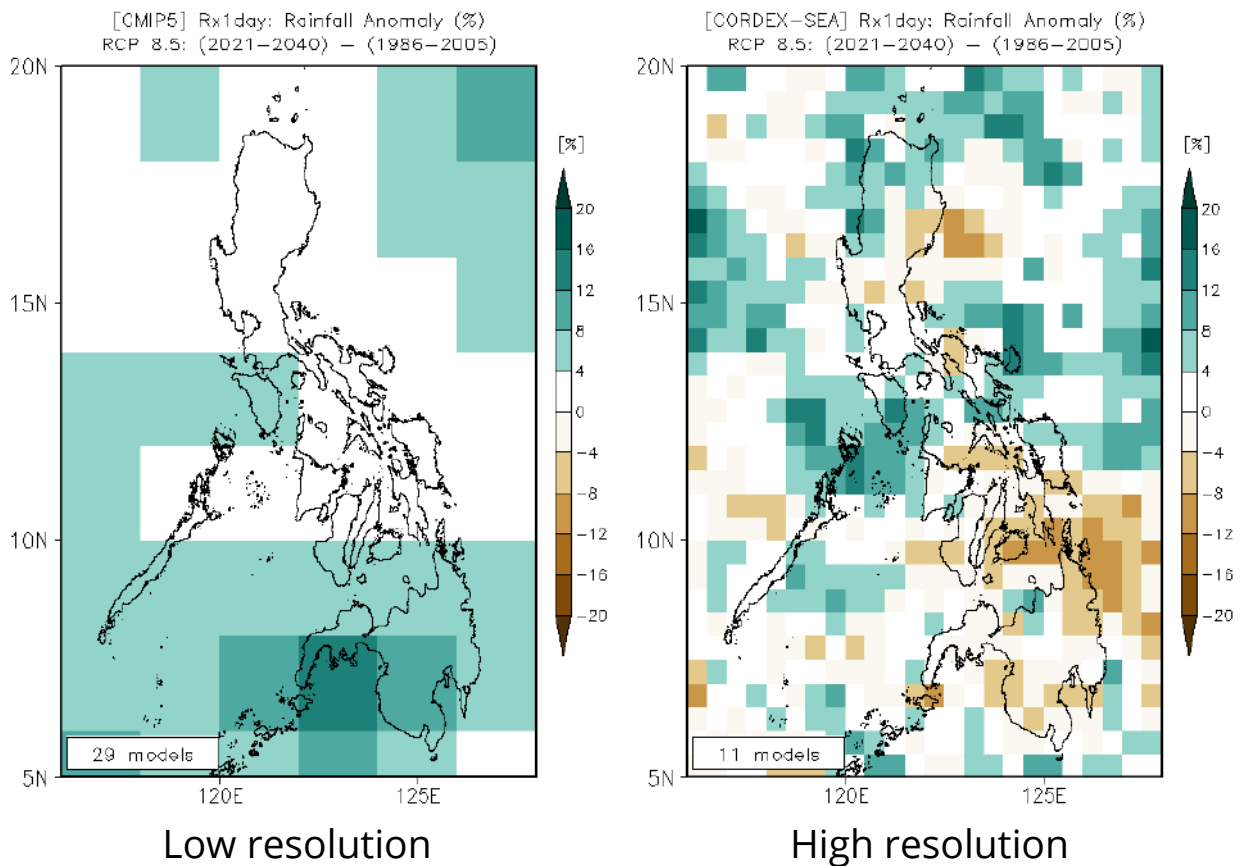 [CMIP5] Rx1day: Rainfall Anomaly (%)
RCP 8.5: (2021-2040) - (1986-2005)
20N
15N
10N
5N
120E
125E
29 models
[%]
20
16
12
8
4
0
-4
-8
-12
-16
-20
Low resolution
[CORDEX-SEA] Rx1day: Rainfall Anomaly (%)
RCP 8.5: (2021-2040) - (1986-2005)
20N
15N
10N
5N
120E
125E
11 models
[%]
20
16
12
8
4
0
-4
-8
-12
-16
-20
High resolution